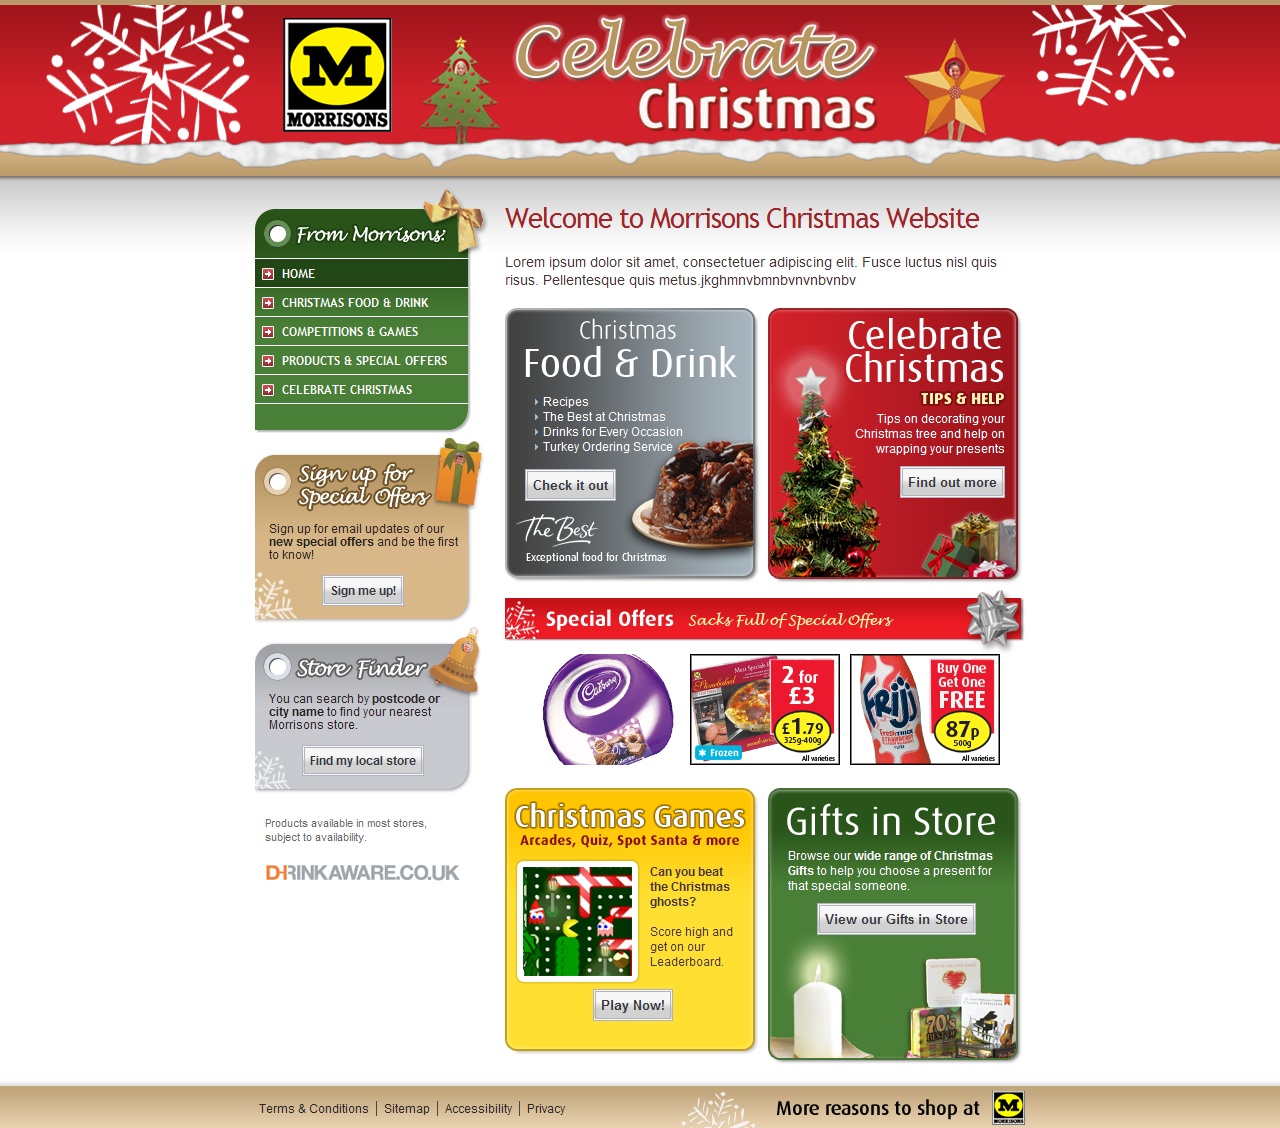 M
MORRISONS
Celebrate
Christmas
From Morrisons:
HOME
CHRISTMAS FOOD & DRINK
COMPETITIONS & GAMES
PRODUCTS & SPECIAL OFFERS
CELEBRATE CHRISTMAS
Sign up for
Special Offers
Sign up for email updates of our
new special offers and be the first
to know!
Sign me up!
Store Finder
You can search by postcode or
city name to find your nearest
Morrisons store.
Find my local store
Products available in most stores,
subject to availability.
DRINKAWARE.CO.UK
Welcome to Morrisons Christmas Website
Lorem ipsum dolor sit amet, consectetuer adipiscing elit. Fusce luctus nisl quis
risus. Pellentesque quis metus.jkghmnvbmnbvnvnbvnbv
Christmas
Food & Drink
Recipes
The Best at Christmas
Drinks for Every Occasion
Turkey Ordering Service
Check it out
The Best
Exceptional food for Christmas
Celebrate
Christmas
TIPS & HELP
Tips on decorating your
Christmas tree and help on
wrapping your presents
Find out more
Special Offers Sacks Full of Special Offers
Cadbury
2 for
£3
£1.79
325g-400g
Frozen
All varieties
Frijj
FRESH THICK
STRAWBERRY
Buy One
Get One
FREE
87p
500g
All varieties
Christmas Games
Arcades, Quiz, Spot Santa & more
Can you beat
the Christmas
ghosts?
Score high and
get on our
Leaderboard.
Play Now!
Gifts in Store
Browse our wide range of Christmas
Gifts to help you choose a present for
that special someone.
View our Gifts in Store
70's
Terms & Conditions | Sitemap | Accessibility | Privacy
More reasons to shop at
M
MORRISONS